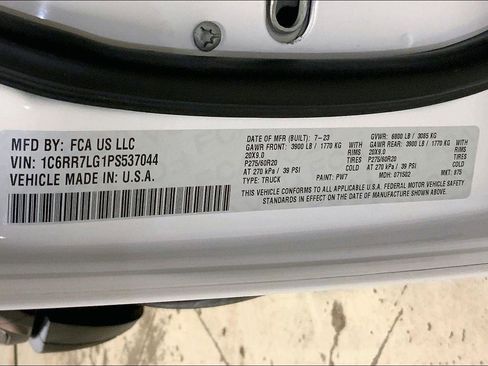 MFD BY: FCA US LLC
VIN: 1C6RR7LG1PS537044
VEHICLE MADE IN: U.S.A.
DATE OF MFR (BUILT): 7-23 GVWR: 6800 LB / 3085 KG
GAWR FRONT: 3900 LB / 1770 KG WITH GAWR REAR: 3900 LB / 1770 KG WITH
20X9.0 TIRES 20X9.0 TIRES
P275/60R20 P275/60R20
AT 270 kPa / 39 PSI COLD AT 270 kPa / 39 PSI COLD
TYPE: TRUCK PAINT: PW7 MDH: 071502 MKT: 875
THIS VEHICLE CONFORMS TO ALL APPLICABLE U.S.A. FEDERAL MOTOR VEHICLE SAFETY
STANDARDS IN EFFECT ON THE DATE OF MANUFACTURE SHOWN ABOVE.